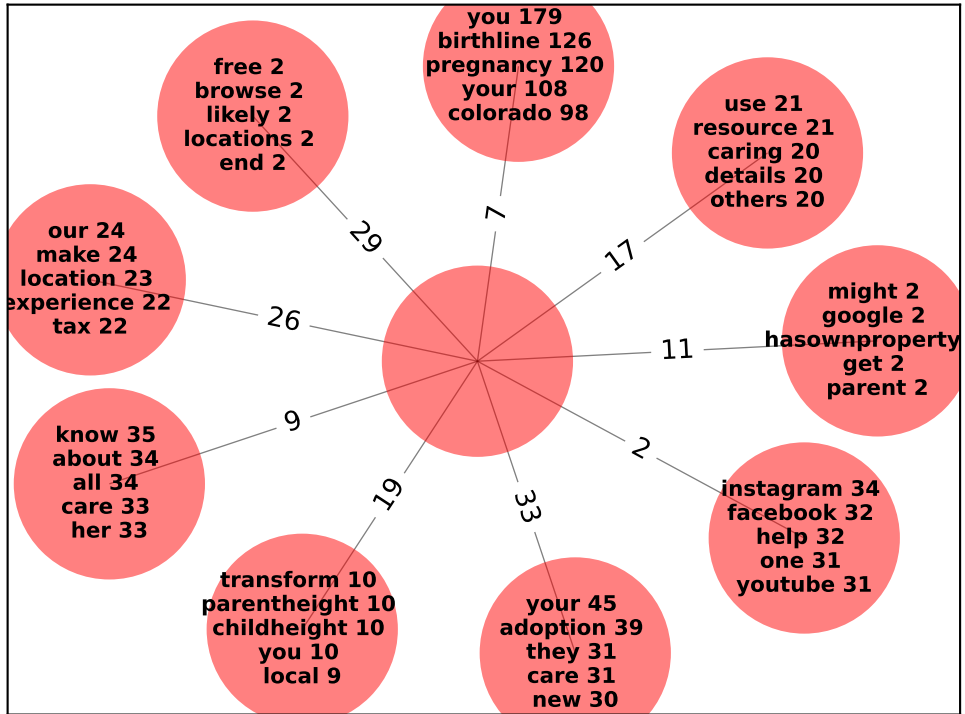 you 179
birthline 126
pregnancy 120
your 108
colorado 98
free 2
browse 2
likely 2
locations 2
end 2
use 21
resource 21
caring 20
details 20
others 20
7
29
17
our 24
make 24
location 23
experience 22
tax 22
26
might 2
google 2
hasownproperty
get 2
parent 2
11
9
know 35
about 34
all 34
care 33
her 33
2
19
33
instagram 34
facebook 32
help 32
one 31
youtube 31
transform 10
parentheight 10
childheight 10
you 10
local 9
your 45
adoption 39
they 31
care 31
new 30